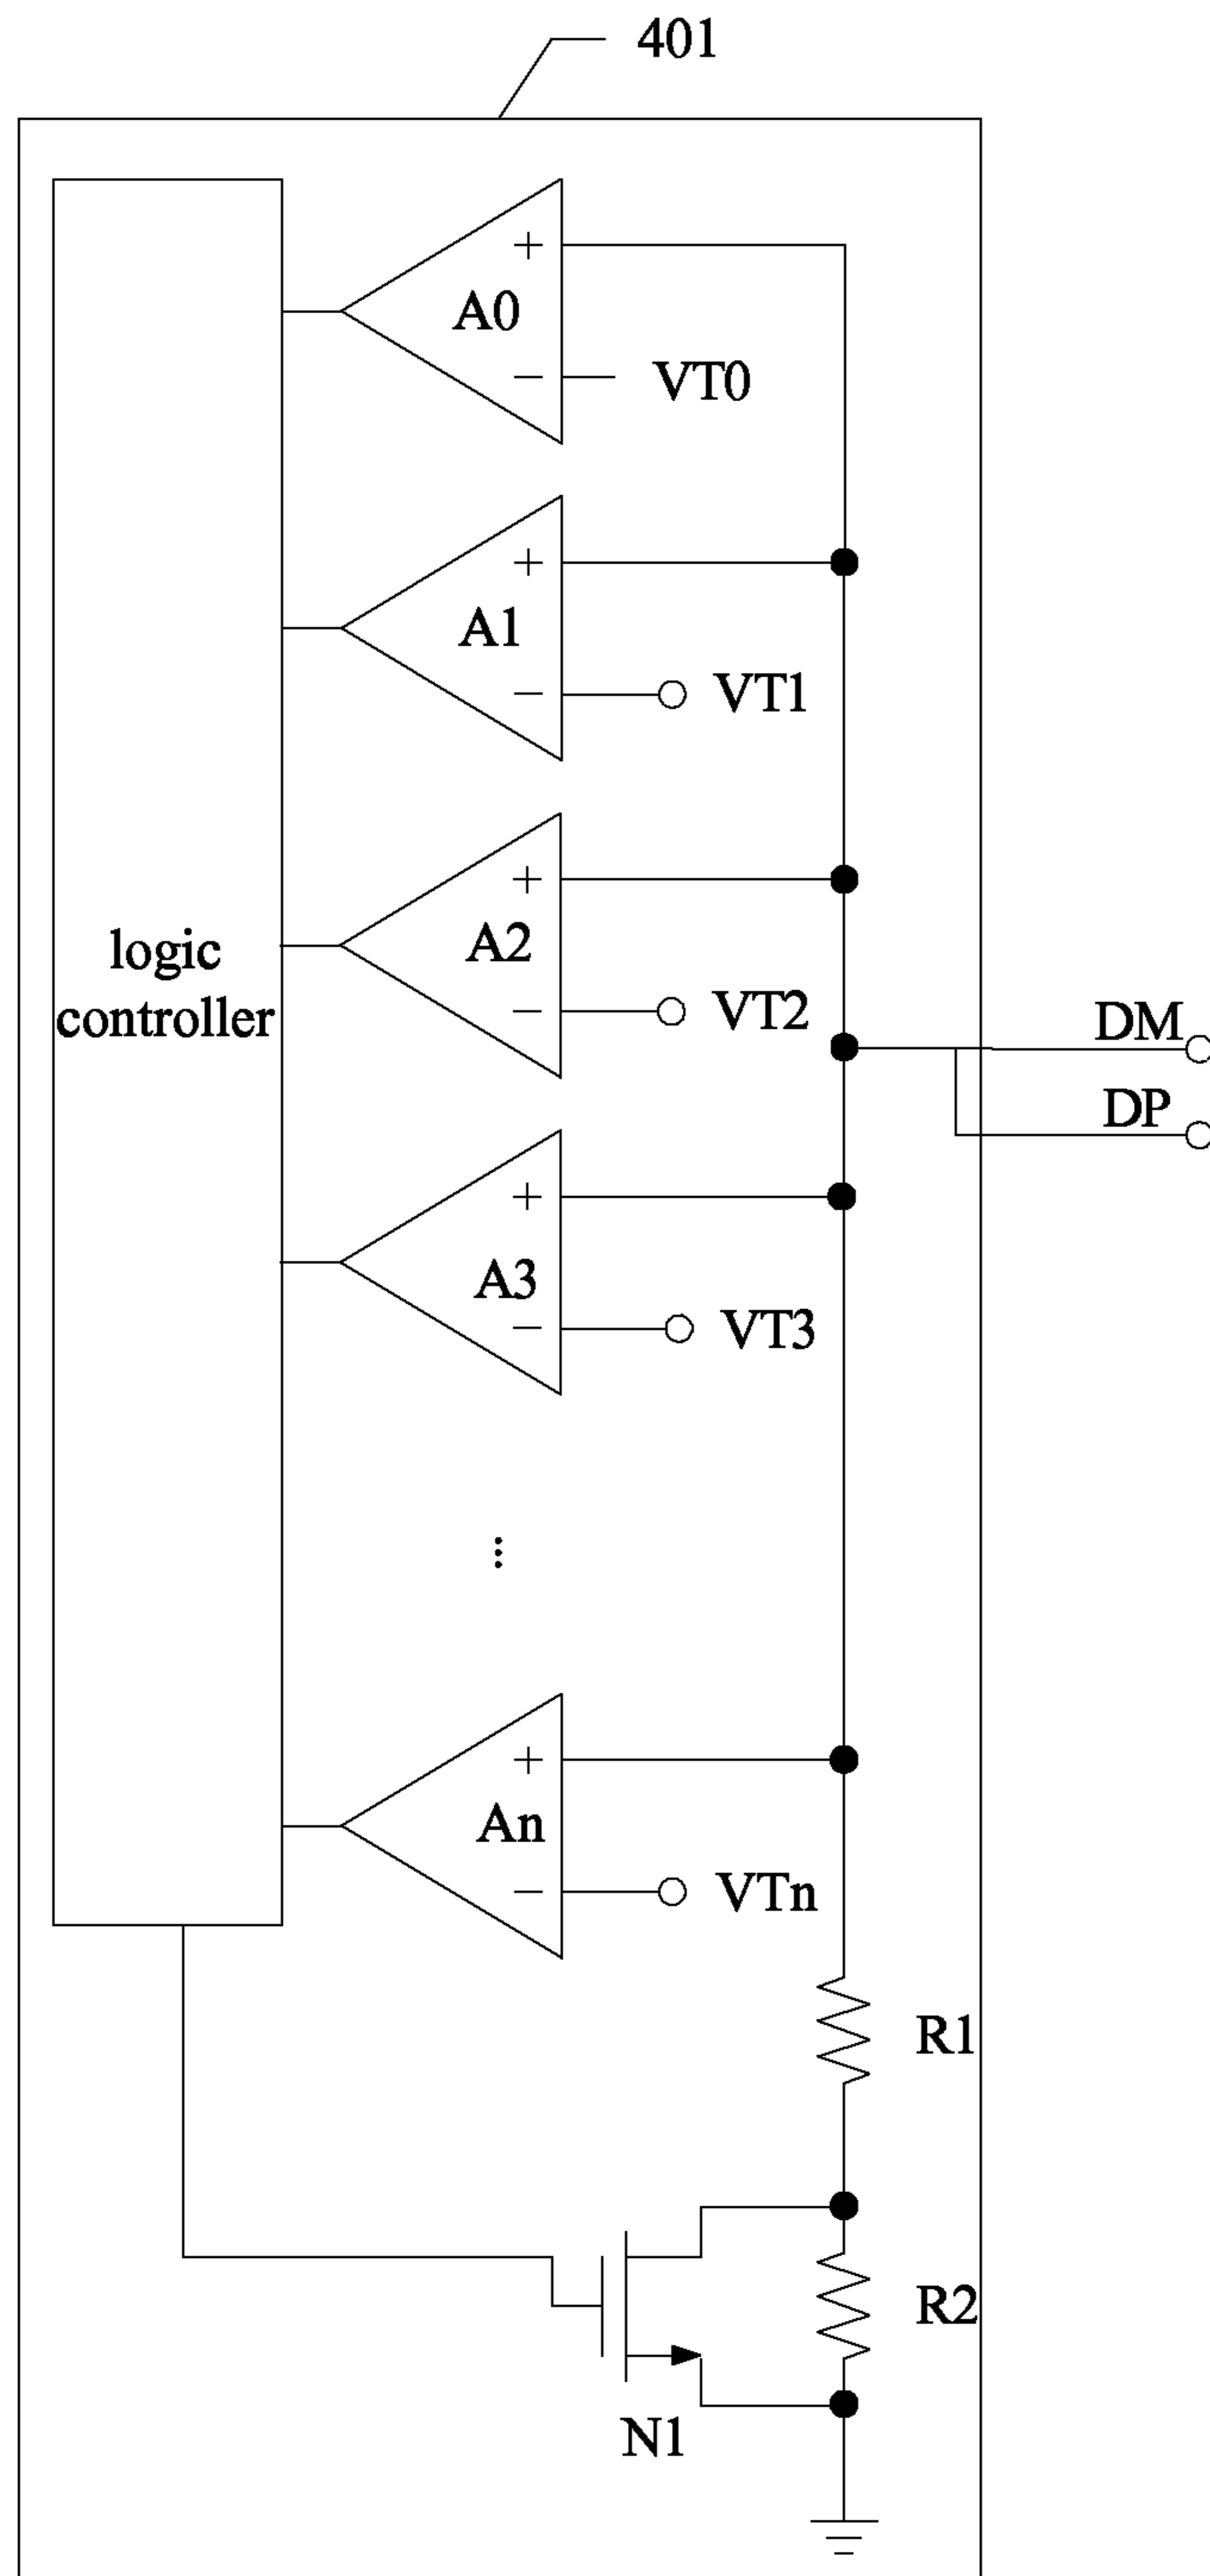 401
+
A0
−
VT0
+
A1
−
VT1
+
A2
−
VT2
logic
controller
DM
DP
+
A3
−
VT3
...
+
An
−
VTn
R1
R2
N1